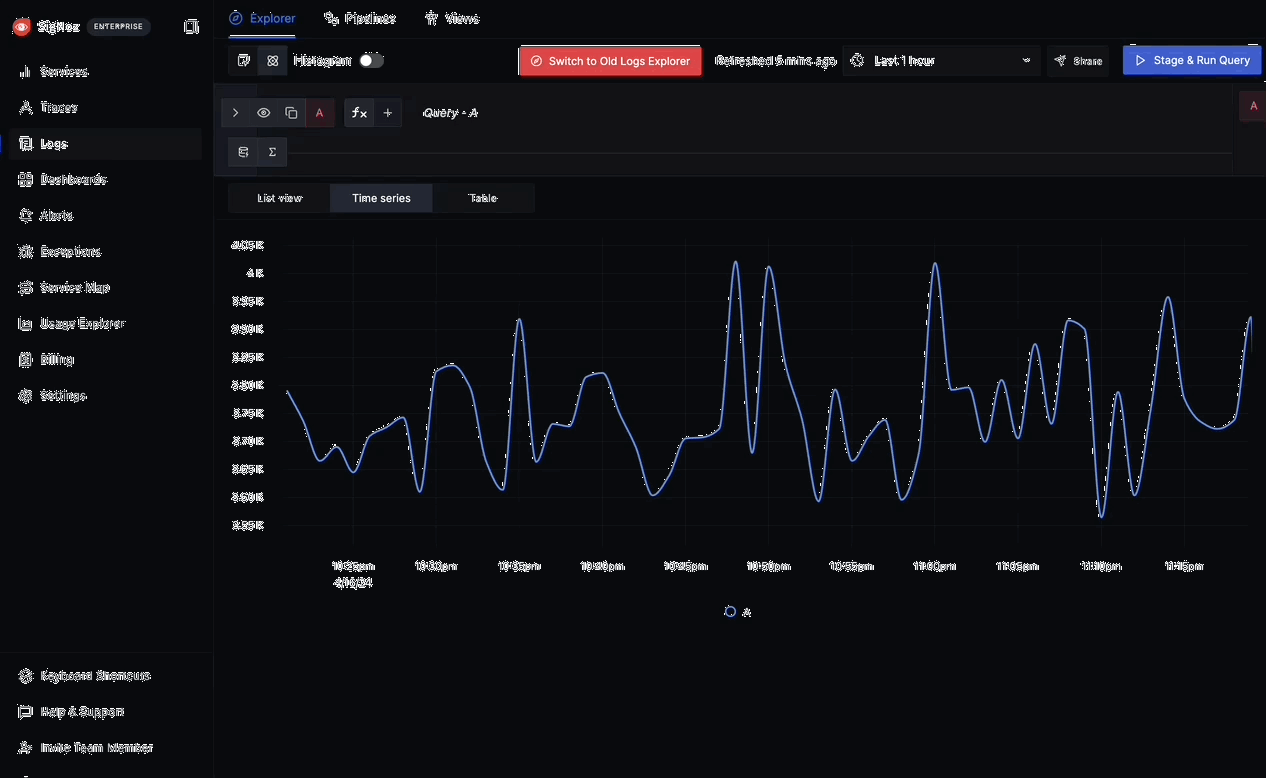 SigNoz ENTERPRISE
Services
Traces
Logs
Dashboards
Alerts
Exceptions
Service Map
Usage Explorer
Billing
Settings
Keyboard Shortcuts
Help & Support
Invite Team Member
Explorer Pipelines Views
Histogram Switch to Old Logs Explorer Refreshed 5 mins ago Last 1 hour Share Stage & Run Query
A fx + Query - A A
Σ
List view Time series Table
4.05 K
4 K
3.95 K
3.90 K
3.85 K
3.80 K
3.75 K
3.70 K
3.65 K
3.60 K
3.55 K
10:25pm 10:30pm 10:35pm 10:40pm 10:45pm 10:50pm 10:55pm 11:00pm 11:05pm 11:10pm 11:15pm
A